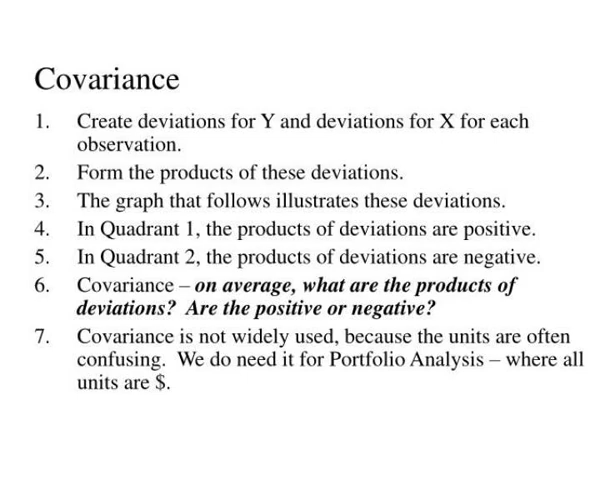 Covariance
1. Create deviations for Y and deviations for X for each
observation.
2. Form the products of these deviations.
3. The graph that follows illustrates these deviations.
4. In Quadrant 1, the products of deviations are positive.
5. In Quadrant 2, the products of deviations are negative.
6. Covariance – on average, what are the products of
deviations? Are the positive or negative?
7. Covariance is not widely used, because the units are often
confusing. We do need it for Portfolio Analysis – where all
units are $.